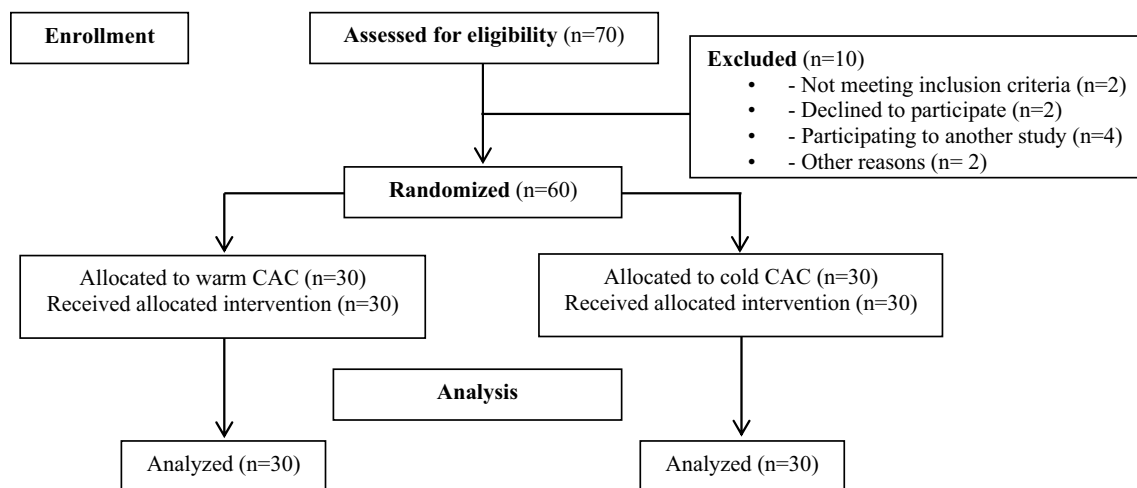 Enrollment
Assessed for eligibility (n=70)
Excluded (n=10)
• - Not meeting inclusion criteria (n=2)
• - Declined to participate (n=2)
• - Participating to another study (n=4)
• - Other reasons (n= 2)
Randomized (n=60)
Allocated to warm CAC (n=30)
Received allocated intervention (n=30)
Allocated to cold CAC (n=30)
Received allocated intervention (n=30)
Analysis
Analyzed (n=30)
Analyzed (n=30)